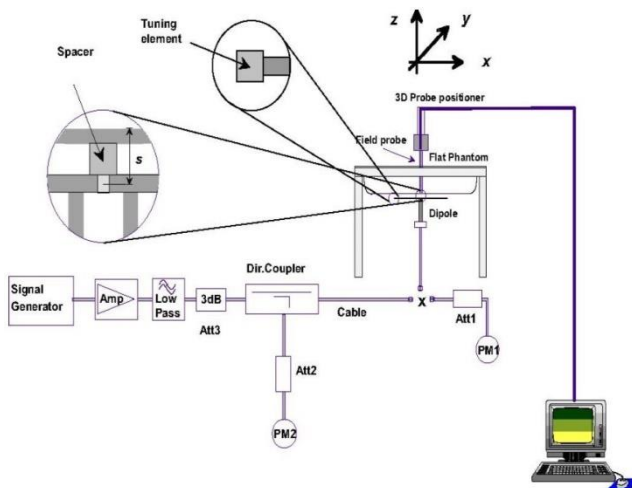 Tuning
element
Spacer
s
z
y
x
3D Probe positioner
Field probe
Flat Phantom
Dipole
Dir.Coupler
Signal
Generator
Amp
Low
Pass
3dB
Att3
Cable
x
Att1
PM1
Att2
PM2